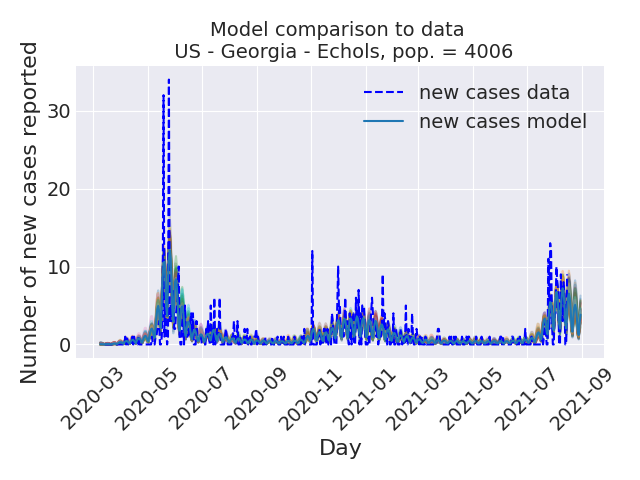 Model comparison to data
US - Georgia - Echols, pop. = 4006
Number of new cases reported
30
20
10
0
new cases data
new cases model
2020-03
2020-05
2020-07
2020-09
2020-11
2021-01
2021-03
2021-05
2021-07
2021-09
Day